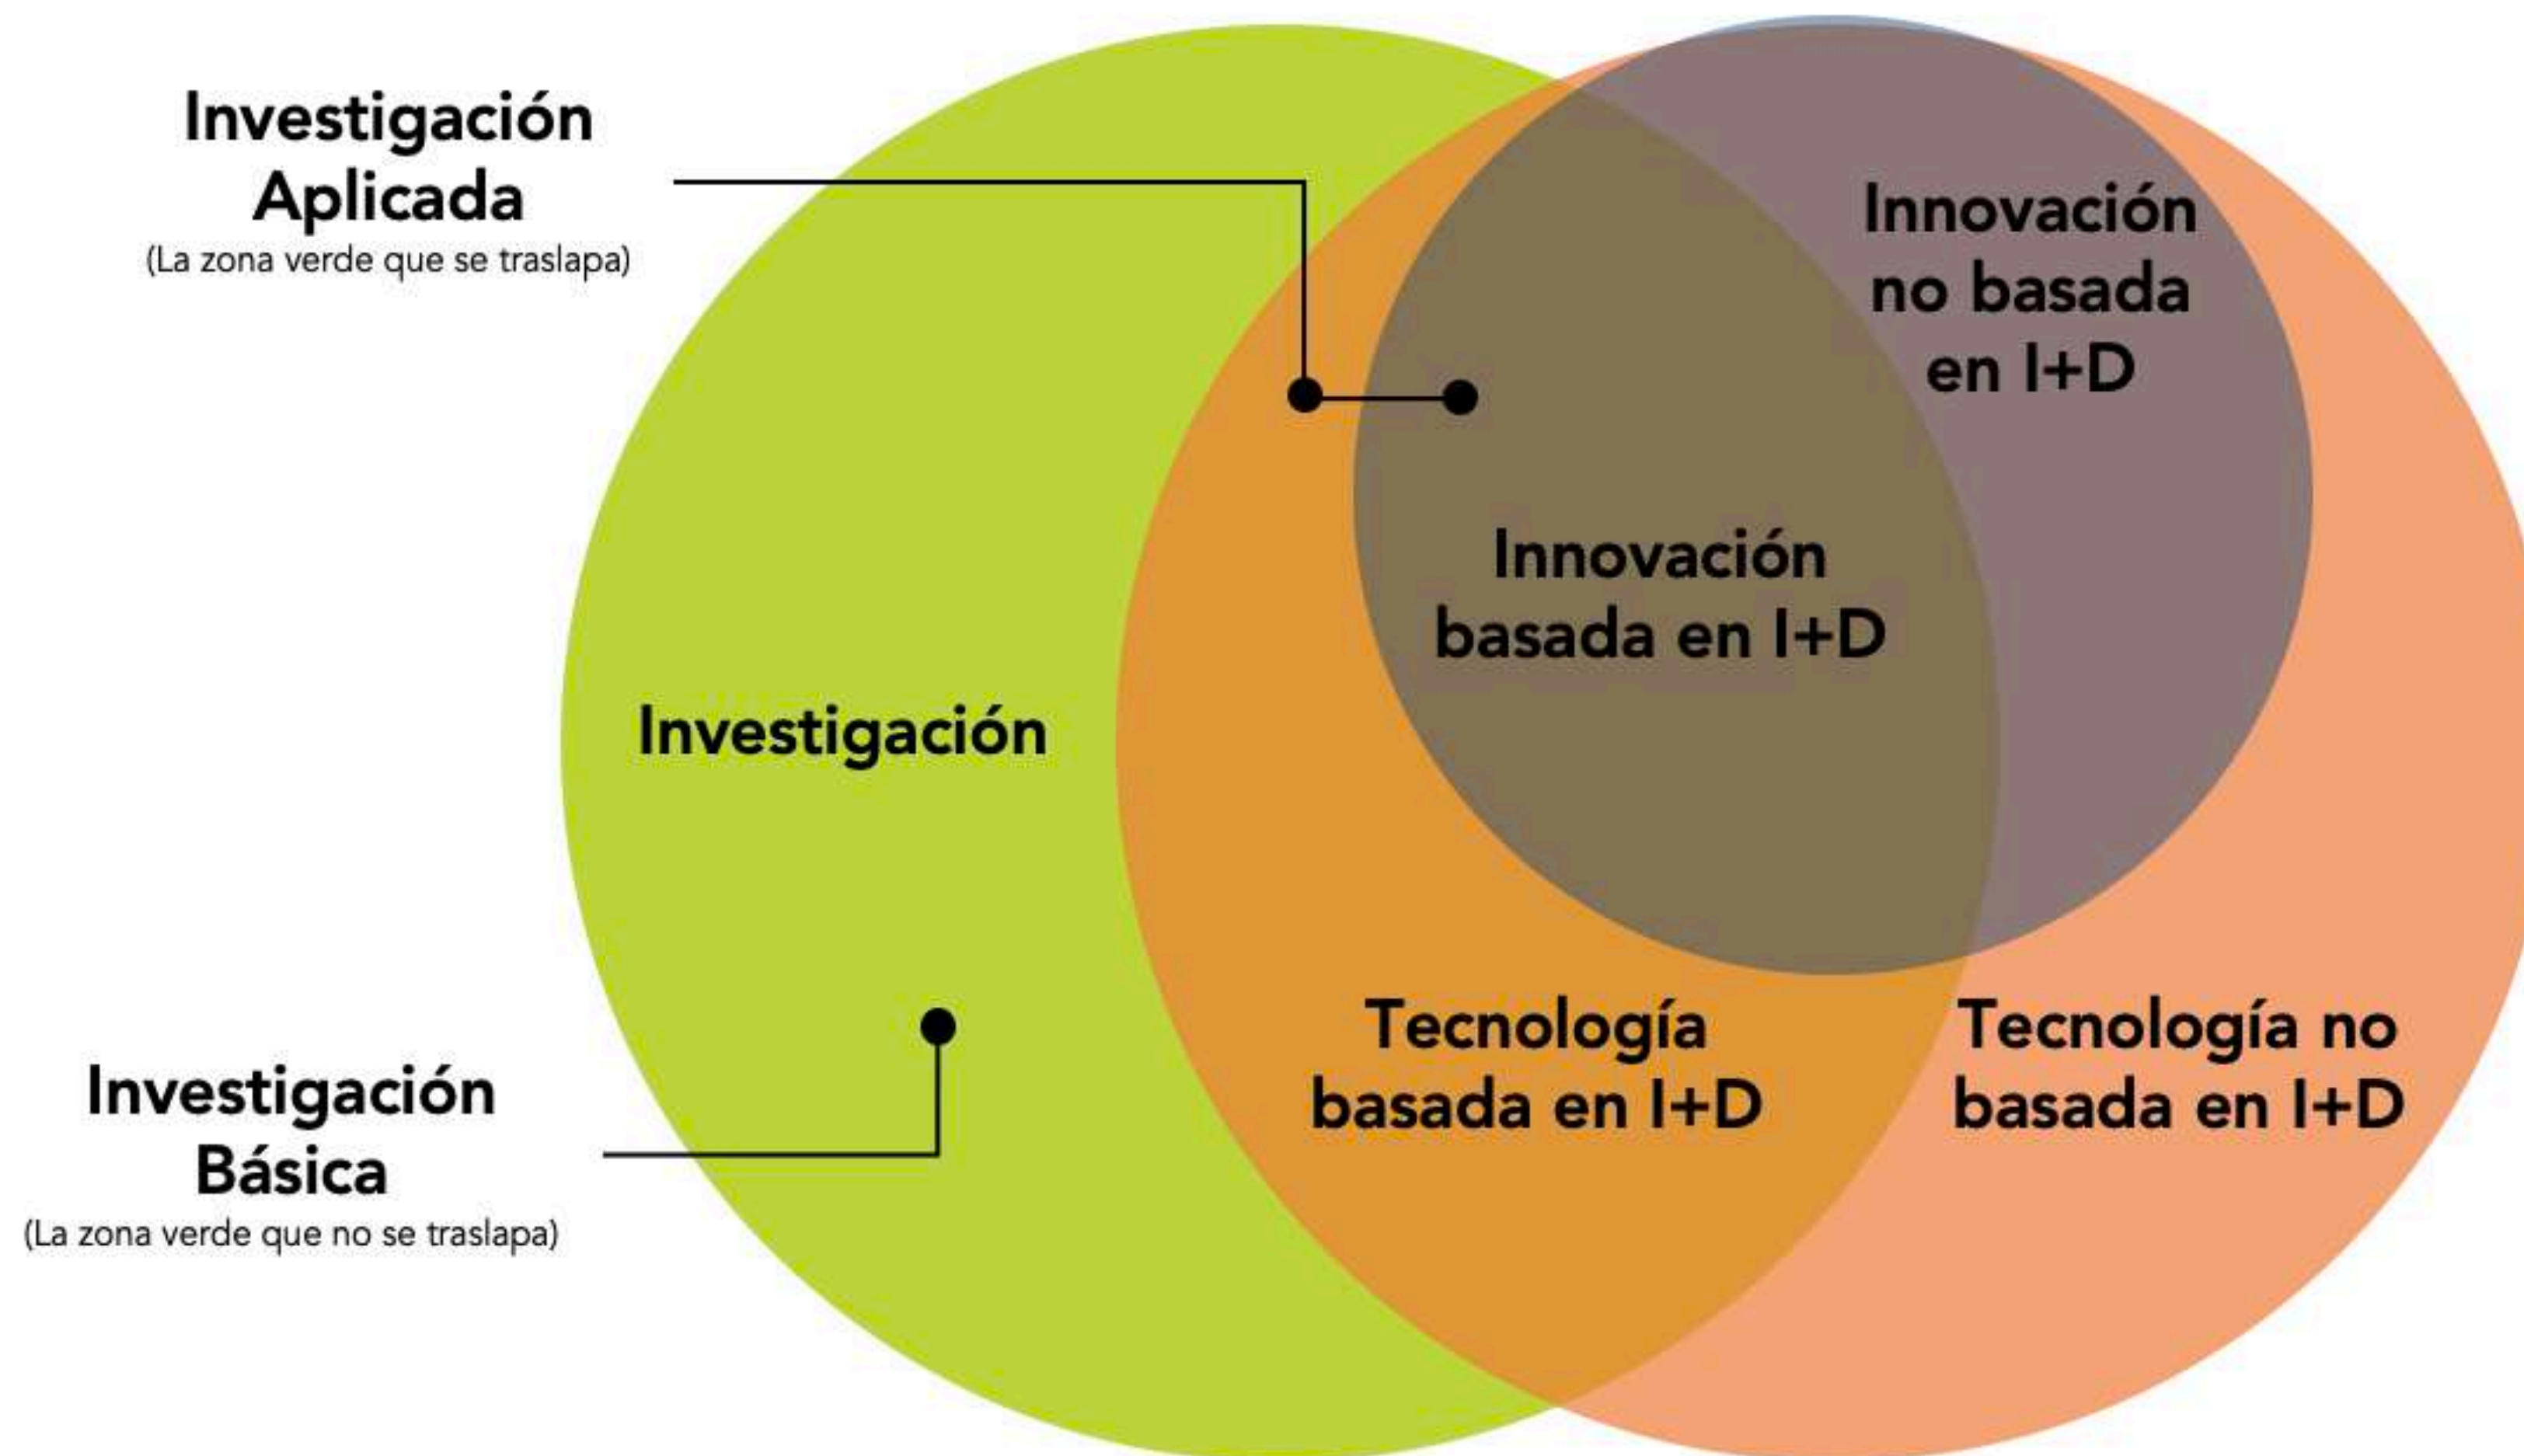 Investigación
Aplicada
(La zona verde que se traslapa)
Innovación
no basada
en I+D
Innovación
basada en I+D
Investigación
Tecnología
basada en I+D
Tecnología no
basada en I+D
Investigación
Básica
(La zona verde que no se traslapa)